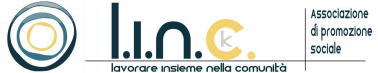 l.i.n.c.
k
lavorare insieme nella comunità
Associazione
di promozione
sociale